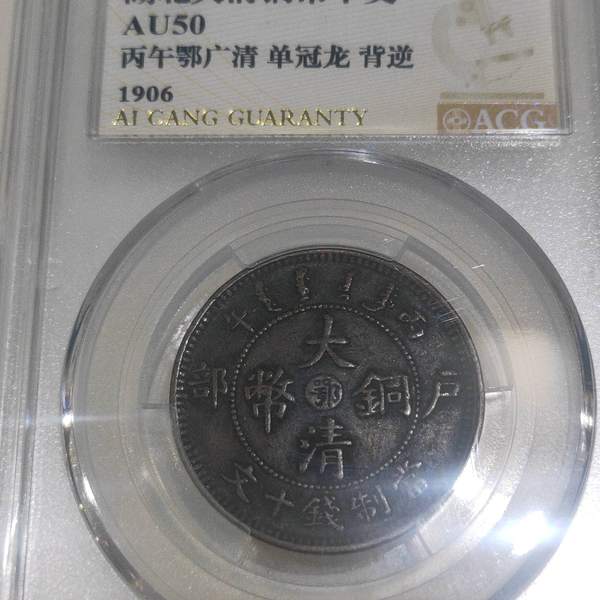 AU50
丙午鄂广清 单冠龙 背逆
1906
AI CANG GUARANTY
ACG
午 丙
大
部 幣 鄂 銅 戶
清
文十錢制當